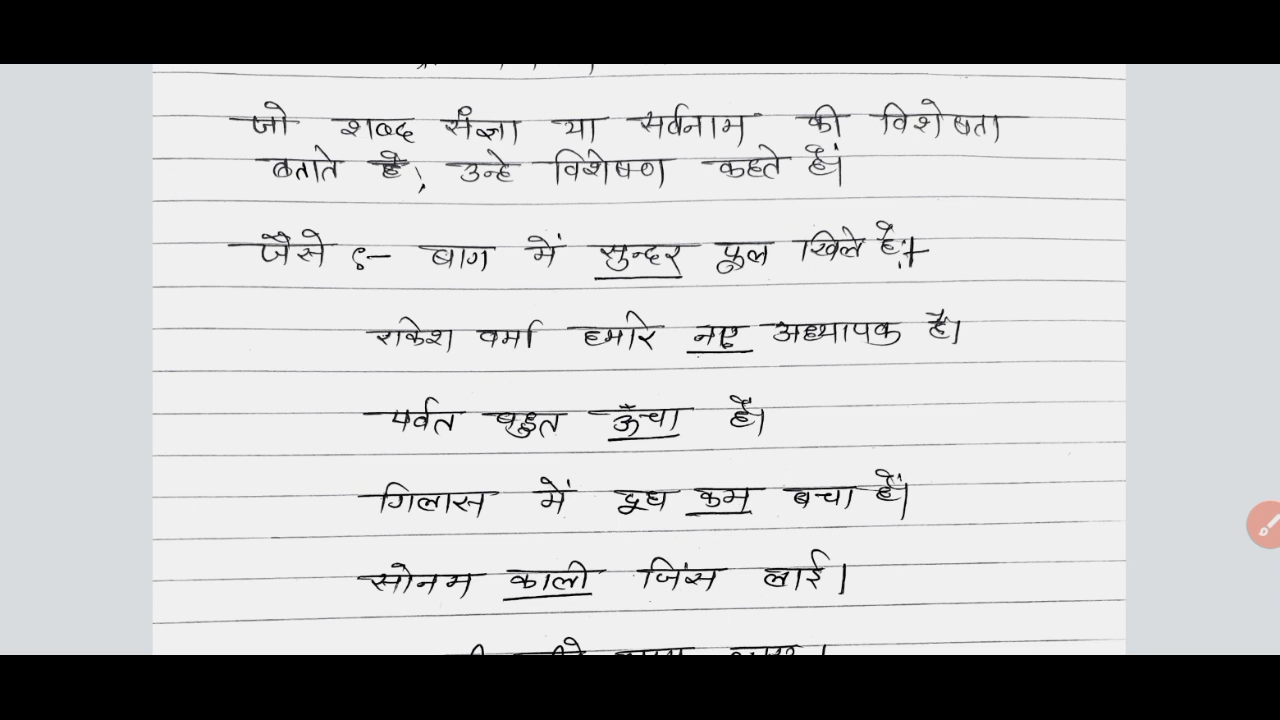 जो शब्द संज्ञा या सर्वनाम की विशेषता
बताते है, उन्हे विशेषण कहते हैं।
जैसे :- बाग में सुन्दर फूल खिले हैं।
राकेश वर्मा हमारे नए अध्यापक हैं।
पर्वत बहुत ऊँचा हैं।
गिलास में दूध कम बचा हैं।
सोनम काली जिंस लाई।